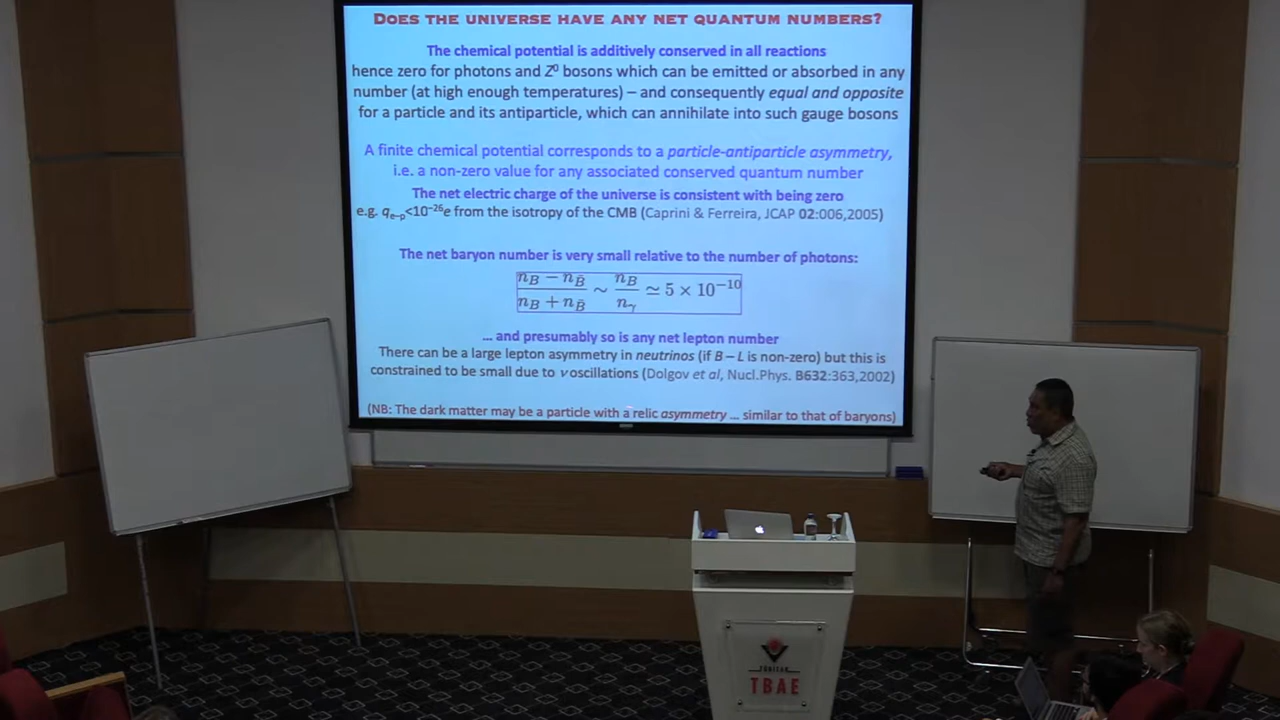 DOES THE UNIVERSE HAVE ANY NET QUANTUM NUMBERS?
The chemical potential is additively conserved in all reactions
hence zero for photons and Z⁰ bosons which can be emitted or absorbed in any
number (at high enough temperatures) – and consequently equal and opposite
for a particle and its antiparticle, which can annihilate into such gauge bosons
A finite chemical potential corresponds to a particle-antiparticle asymmetry,
i.e. a non-zero value for any associated conserved quantum number
The net electric charge of the universe is consistent with being zero
e.g. qₑ₋ₚ<10⁻²⁶e from the isotropy of the CMB (Caprini & Ferreira, JCAP 02:006,2005)
The net baryon number is very small relative to the number of photons:
(n_B − n_B̄)/(n_B + n_B̄) ~ n_B/n_γ ≃ 5 × 10⁻¹⁰
... and presumably so is any net lepton number
There can be a large lepton asymmetry in neutrinos (if B – L is non-zero) but this is
constrained to be small due to ν oscillations (Dolgov et al, Nucl.Phys. B632:363,2002)
(NB: The dark matter may be a particle with a relic asymmetry ... similar to that of baryons)
TÜBİTAK
TBAE